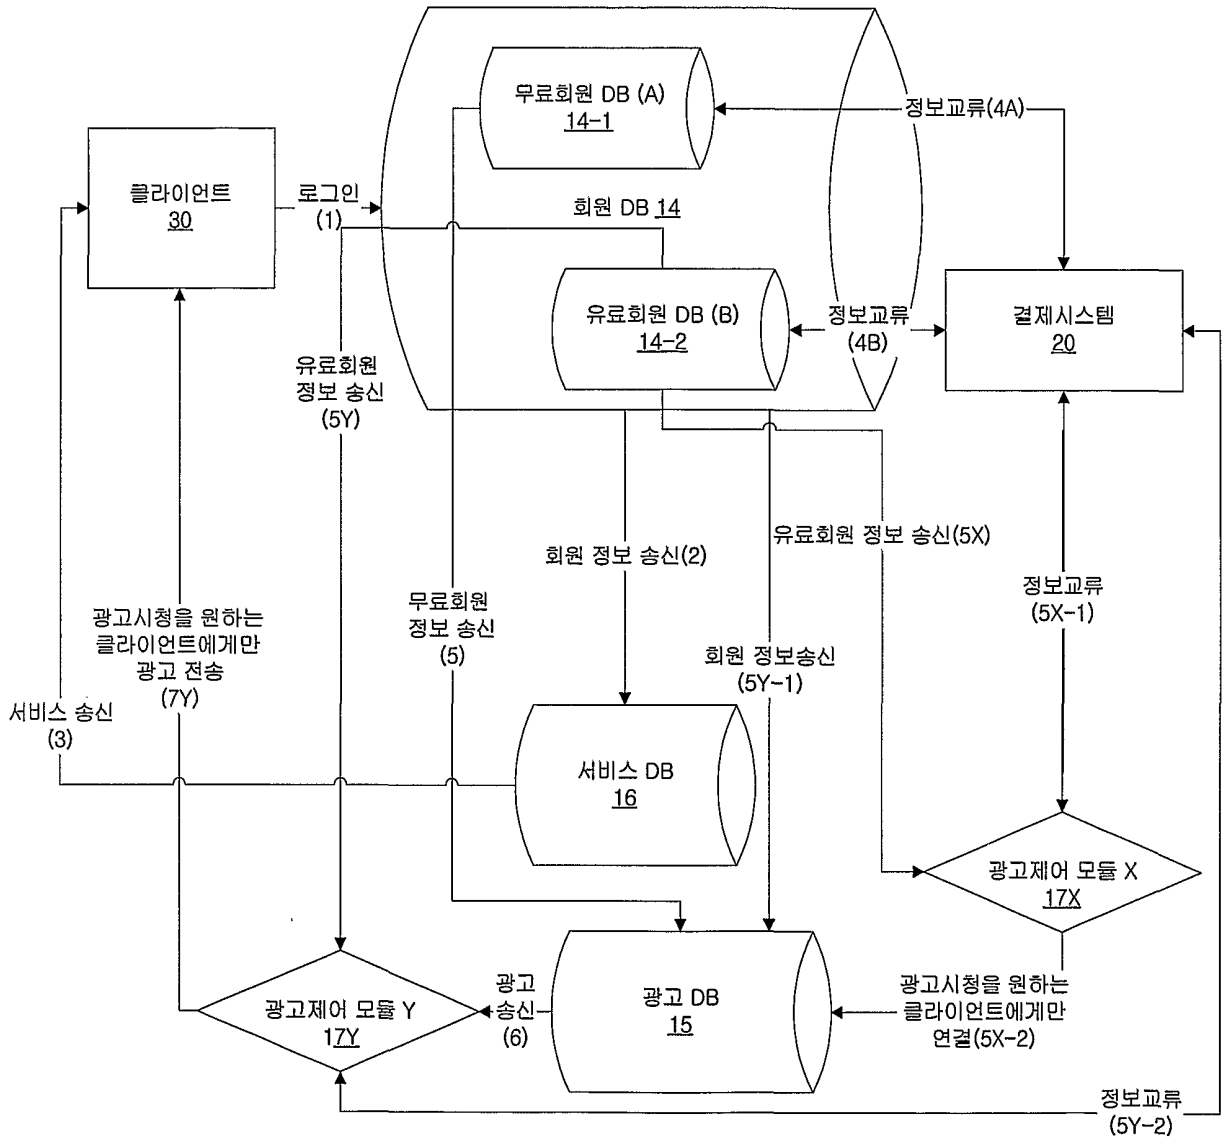 무료회원 DB (A)
14-1
정보교류(4A)
클라이언트
30
로그인
(1)
회원 DB 14
유료회원 DB (B)
14-2
정보교류
(4B)
결제시스템
20
유료회원
정보 송신
(5Y)
유료회원 정보 송신(5X)
회원 정보 송신(2)
정보교류
(5X-1)
무료회원
정보 송신
(5)
광고시청을 원하는
클라이언트에게만
광고 전송
(7Y)
회원 정보송신
(5Y-1)
서비스 송신
(3)
서비스 DB
16
광고제어 모듈 X
17X
광고제어 모듈 Y
17Y
광고
송신
(6)
광고 DB
15
광고시청을 원하는
클라이언트에게만
연결(5X-2)
정보교류
(5Y-2)